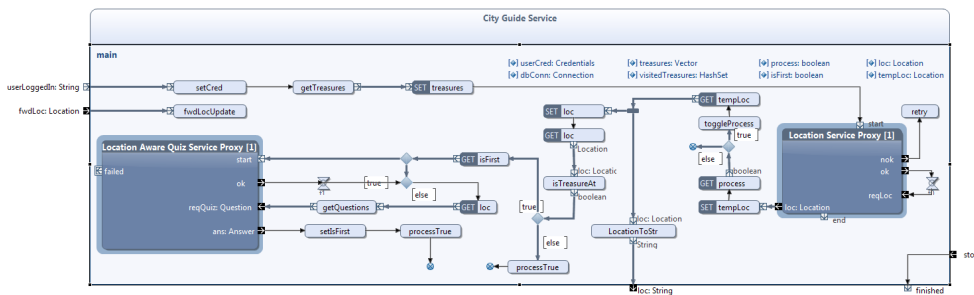 City Guide Service
main
userCred: Credentials
treasures: Vector
process: boolean
loc: Location
dbConn: Connection
visitedTreasures: HashSet
isFirst: boolean
tempLoc: Location
userLoggedIn: String
setCred
getTreasures
SET treasures
fwdLoc: Location
fwdLocUpdate
SET loc
GET tempLoc
retry
toggleProcess
start
GET loc
[true]
Location Service Proxy [1]
Location Aware Quiz Service Proxy [1]
Location
[else]
start
GET isFirst
nok
failed
loc: Locatic
boolean
ok
ok
[true]
isTreasureAt
GET process
[else]
boolean
reqLoc
reqQuiz: Question
getQuestions
GET loc
[true]
SET tempLoc
loc: Location
loc: Location
end
ans: Answer
setIsFirst
processTrue
LocationToStr
[else]
String
sto
processTrue
loc: String
finished